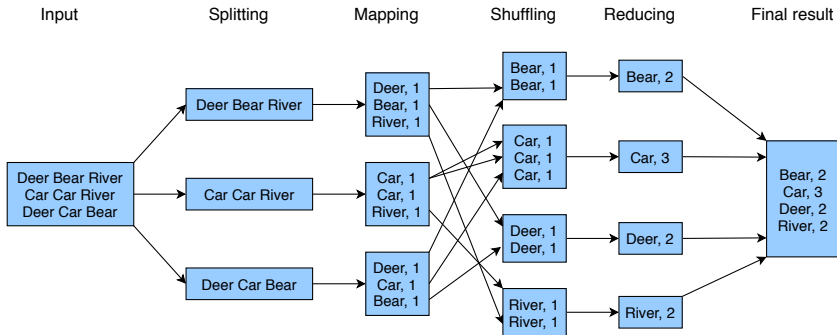 Input
Splitting
Mapping
Shuffling
Reducing
Final result
Deer Bear River
Car Car River
Deer Car Bear
Deer Bear River
Car Car River
Deer Car Bear
Deer, 1
Bear, 1
River, 1
Car, 1
Car, 1
River, 1
Deer, 1
Car, 1
Bear, 1
Bear, 1
Bear, 1
Car, 1
Car, 1
Car, 1
Deer, 1
Deer, 1
River, 1
River, 1
Bear, 2
Car, 3
Deer, 2
River, 2
Bear, 2
Car, 3
Deer, 2
River, 2